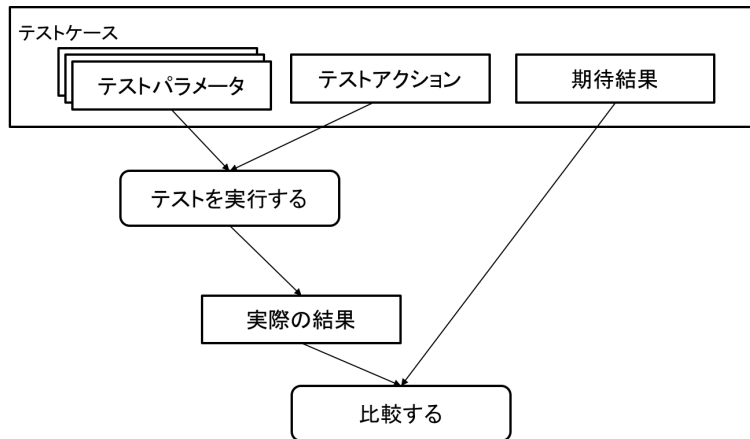 テストケース
テストパラメータ
テストアクション
期待結果
テストを実行する
実際の結果
比較する